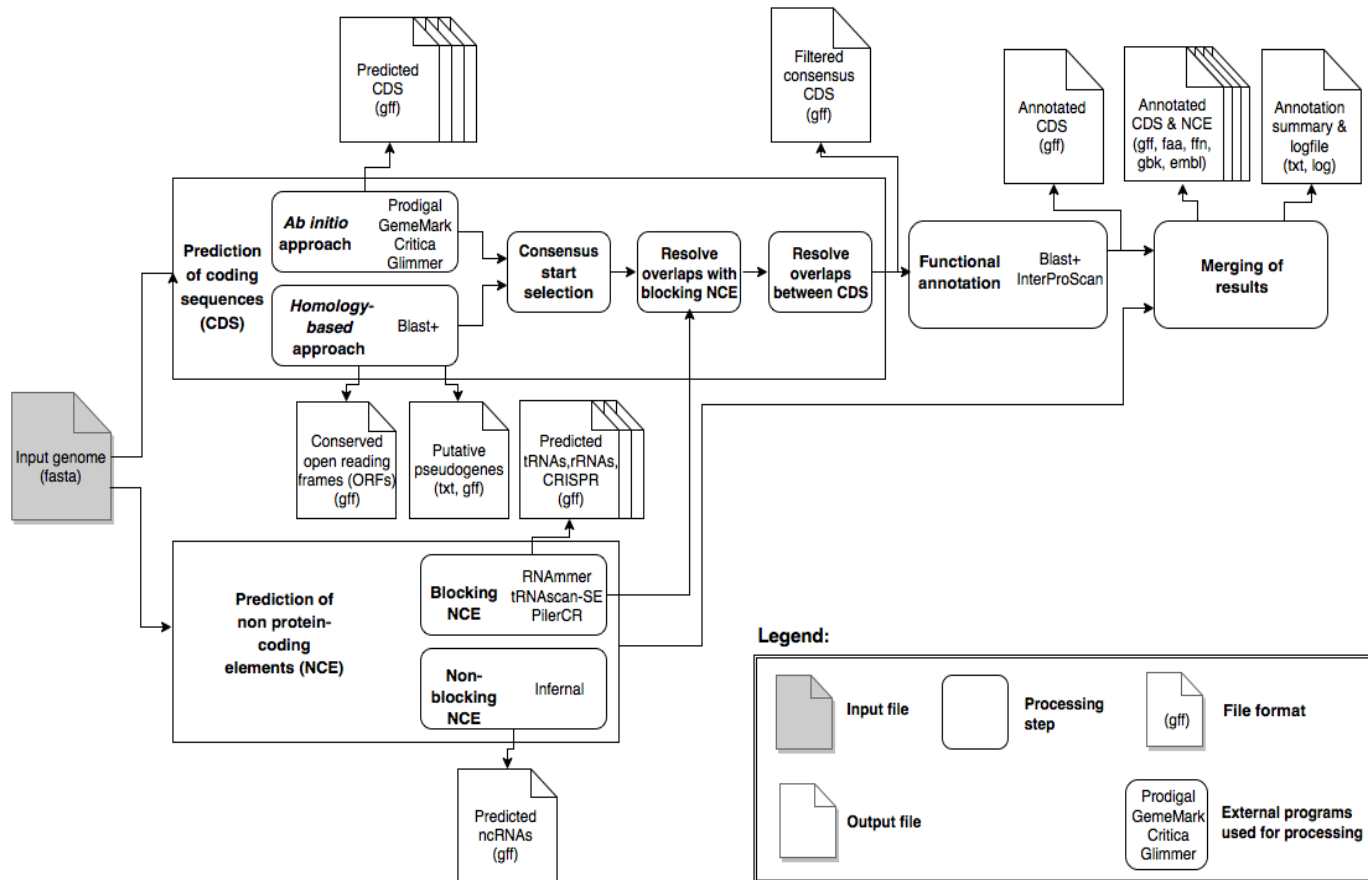 Predicted
CDS
(gff)
Filtered
consensus
CDS
(gff)
Annotated
CDS
(gff)
Annotated
CDS & NCE
(gff, faa, ffn,
gbk, embl)
Annotation
summary &
logfile
(txt, log)
Prediction
of coding
sequences
(CDS)
Ab initio
approach
Prodigal
GemeMark
Critica
Glimmer
Homology-
based
approach
Blast+
Consensus
start
selection
Resolve
overlaps with
blocking NCE
Resolve
overlaps
between CDS
Functional
annotation
Blast+
InterProScan
Merging of
results
Input genome
(fasta)
Conserved
open reading
frames (ORFs)
(gff)
Putative
pseudogenes
(txt, gff)
Predicted
tRNAs,rRNAs,
CRISPR
(gff)
Prediction of
non protein-
coding
elements (NCE)
Blocking
NCE
RNAmmer
tRNAscan-SE
PilerCR
Non-
blocking
NCE
Infernal
Predicted
ncRNAs
(gff)
Legend:
Input file
Processing
step
(gff)
File format
Output file
Prodigal
GemeMark
Critica
Glimmer
External programs
used for processing